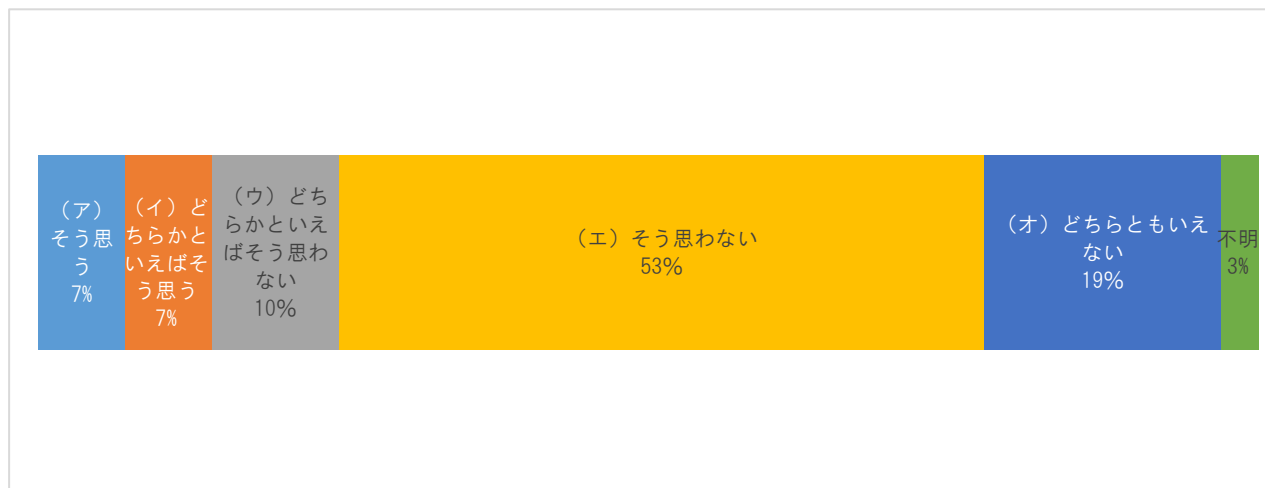 （ア）
そう思
う
7%
（イ）ど
ちらかと
いえばそ
う思う
7%
（ウ）どち
らかといえ
ばそう思わ
ない
10%
（エ）そう思わない
53%
（オ）どちらともいえ
ない
19%
不明
3%